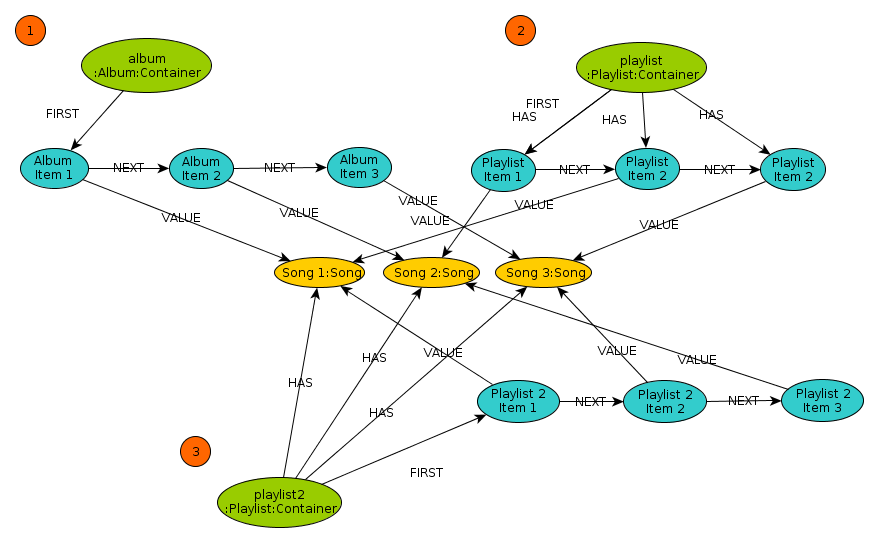 1
2
album
:Album:Container
playlist
:Playlist:Container
FIRST
FIRST
HAS
HAS
HAS
Album
Item 1
NEXT
Album
Item 2
NEXT
Album
Item 3
Playlist
Item 1
NEXT
Playlist
Item 2
NEXT
Playlist
Item 2
VALUE
VALUE
VALUE
VALUE
VALUE
VALUE
Song 1:Song
Song 2:Song
Song 3:Song
HAS
HAS
HAS
VALUE
VALUE
VALUE
Playlist 2
Item 1
NEXT
Playlist 2
Item 2
NEXT
Playlist 2
Item 3
3
FIRST
playlist2
:Playlist:Container